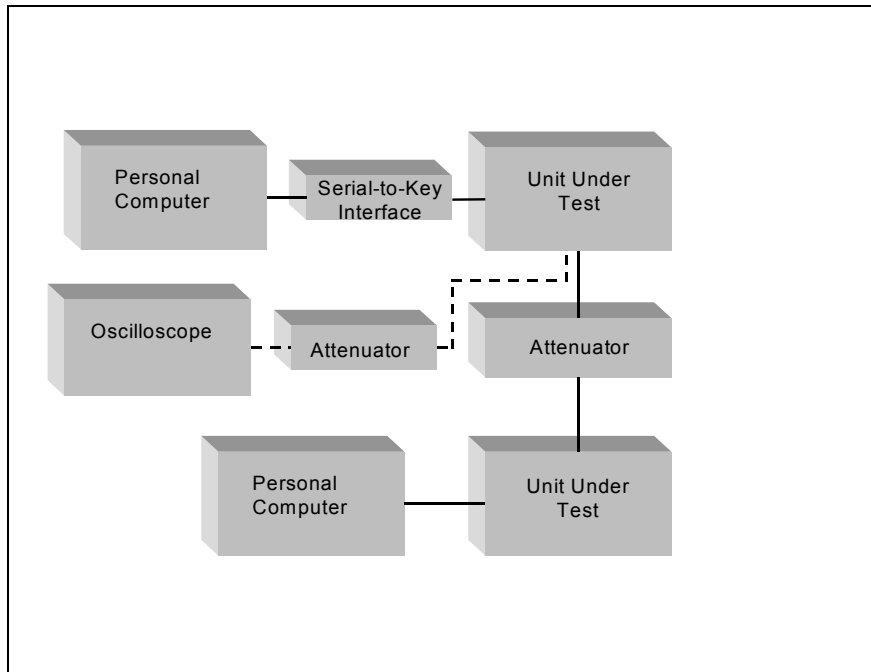 Personal
Computer
Serial-to-Key
Interface
Unit Under
Test
Oscilloscope
Attenuator
Attenuator
Personal
Computer
Unit Under
Test